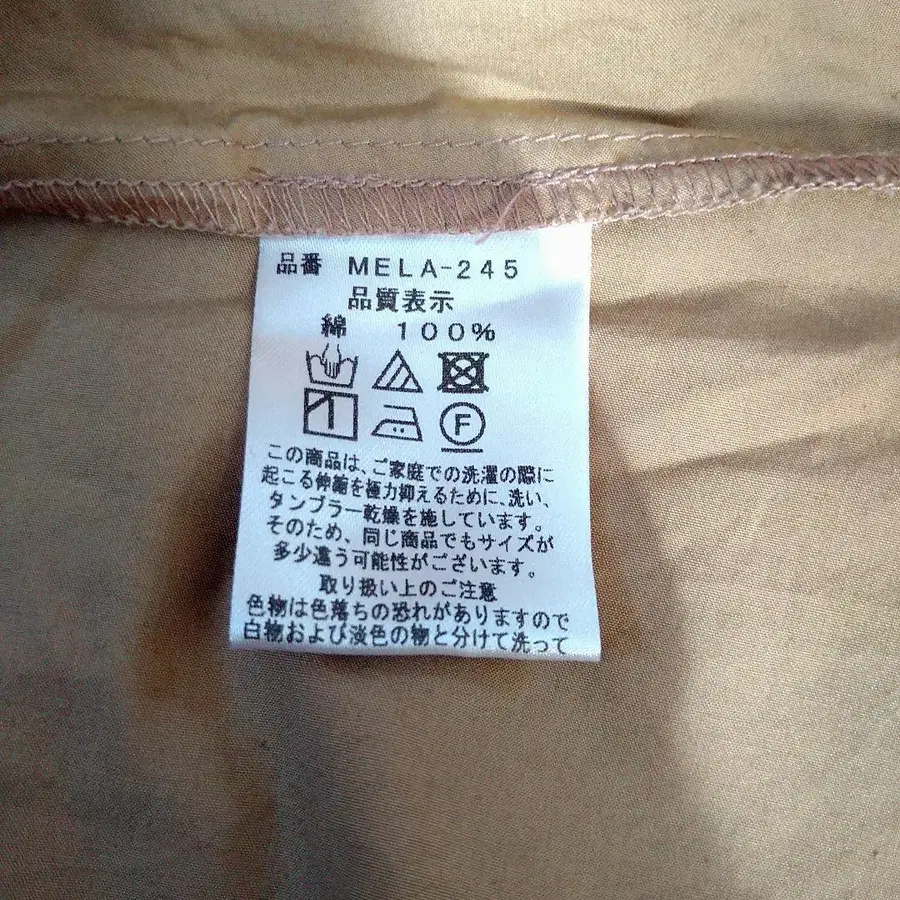 品番 MELA-245
品質表示
綿 100%
F
この商品は、ご家庭での洗濯の際に
起こる伸縮を極力抑えるために、洗い、
タンブラー乾燥を施しています。
そのため、同じ商品でもサイズが
多少違う可能性がございます。
取り扱い上のご注意
色物は色落ちの恐れがありますので
白物および淡色の物と分けて洗って